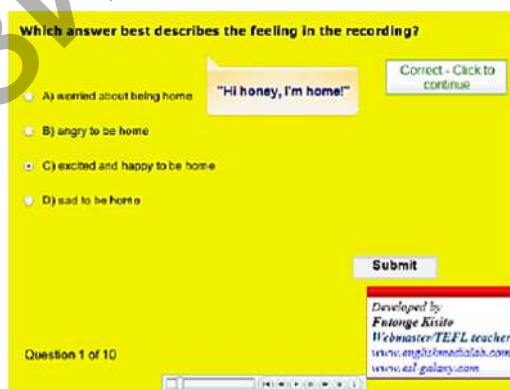 Which answer best describes the feeling in the recording?
Correct - Click to
continue
"Hi honey, I'm home!"
A) worried about being home
B) angry to be home
C) excited and happy to be home
D) sad to be home
Submit
Developed by
Futonge Kisito
Webmaster/TEFL teacher
www.englishmedialab.com
www.esl-galaxy.com
Question 1 of 10